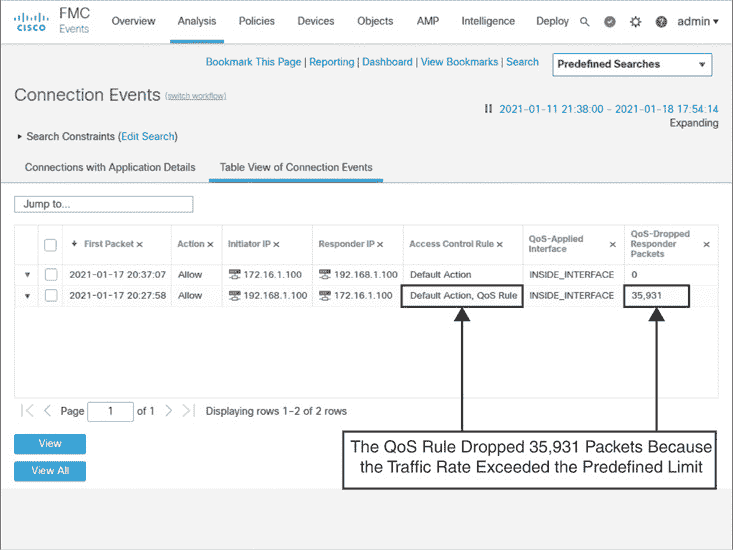 CISCO
FMC
Events
Overview Analysis Policies Devices Objects AMP Intelligence Deploy admin ▾
Bookmark This Page | Reporting | Dashboard | View Bookmarks | Search Predefined Searches ▼
Connection Events (switch workflow)
2021-01-11 21:38:00 - 2021-01-18 17:54:14
Expanding
▸ Search Constraints (Edit Search)
Connections with Application Details Table View of Connection Events
Jump to...
First Packet × Action × Initiator IP × Responder IP × Access Control Rule × QoS-Applied Interface × QoS-Dropped Responder Packets ×
2021-01-17 20:37:07 Allow 172.16.1.100 192.168.1.100 Default Action INSIDE_INTERFACE 0
2021-01-17 20:27:58 Allow 192.168.1.100 172.16.1.100 Default Action, QoS Rule INSIDE_INTERFACE 35,931
Page 1 of 1 Displaying rows 1–2 of 2 rows
View
View All
The QoS Rule Dropped 35,931 Packets Because
the Traffic Rate Exceeded the Predefined Limit